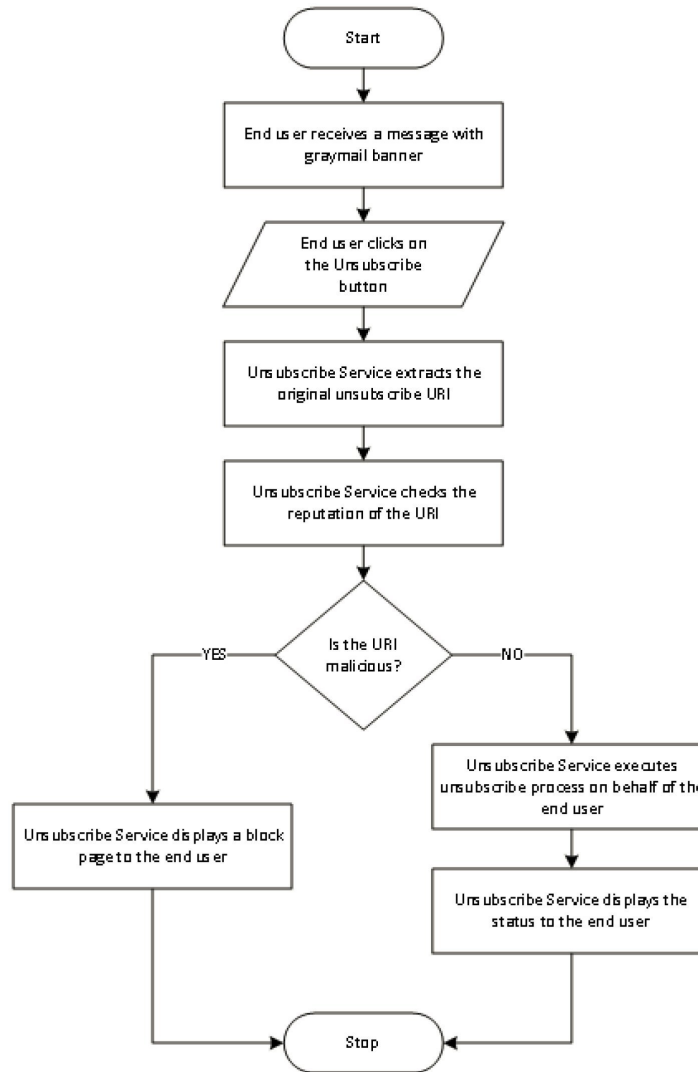 Start
End user receives a message with
graymail banner
End user clicks on
the Unsubscribe
button
Unsubscribe Service extracts the
original unsubscribe URI
Unsubscribe Service checks the
reputation of the URI
Is the URI
malicious?
YES
NO
Unsubscribe Service executes
unsubscribe process on behalf of the
end user
Unsubscribe Service displays a block
page to the end user
Unsubscribe Service displays the
status to the end user
Stop